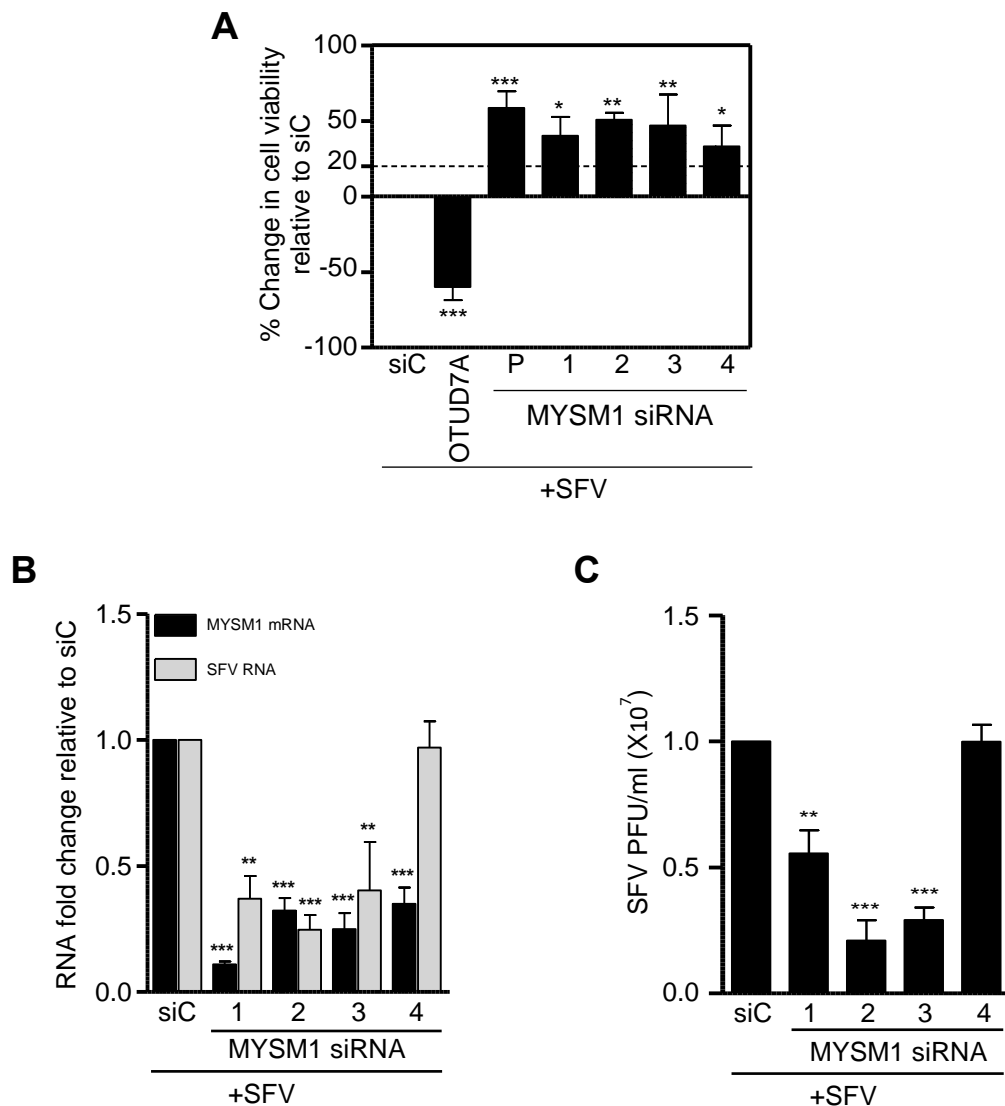 A
% Change in cell viability
relative to siC
100
50
20
0
-50
-100
***
***
*
**
**
*
siC
OTUD7A
P
1
2
3
4
MYSM1 siRNA
+SFV
B
RNA fold change relative to siC
1.5
1.0
0.5
0.0
MYSM1 mRNA
SFV RNA
***
**
***
***
***
**
***
siC
1
2
3
4
MYSM1 siRNA
+SFV
C
SFV PFU/ml (X10⁷)
1.5
1.0
0.5
0.0
**
***
***
siC
1
2
3
4
MYSM1 siRNA
+SFV